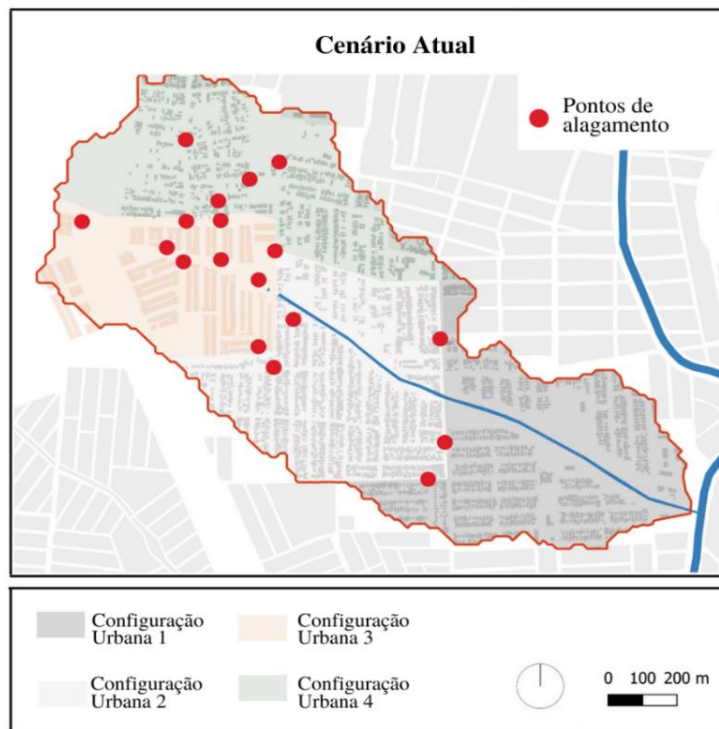 Cenário Atual
Pontos de
alagamento
Configuração
Urbana 1
Configuração
Urbana 3
Configuração
Urbana 2
Configuração
Urbana 4
0 100 200 m